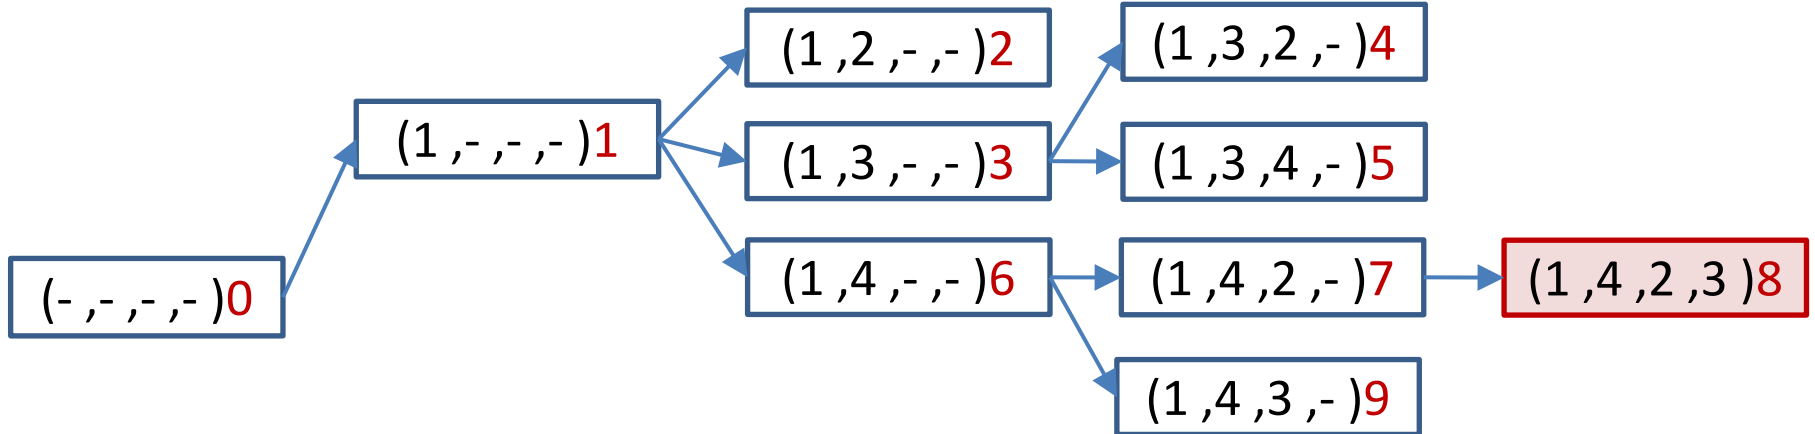 (- ,- ,- ,- )0
(1 ,- ,- ,- )1
(1 ,2 ,- ,- )2
(1 ,3 ,- ,- )3
(1 ,3 ,2 ,- )4
(1 ,3 ,4 ,- )5
(1 ,4 ,- ,- )6
(1 ,4 ,2 ,- )7
(1 ,4 ,2 ,3 )8
(1 ,4 ,3 ,- )9